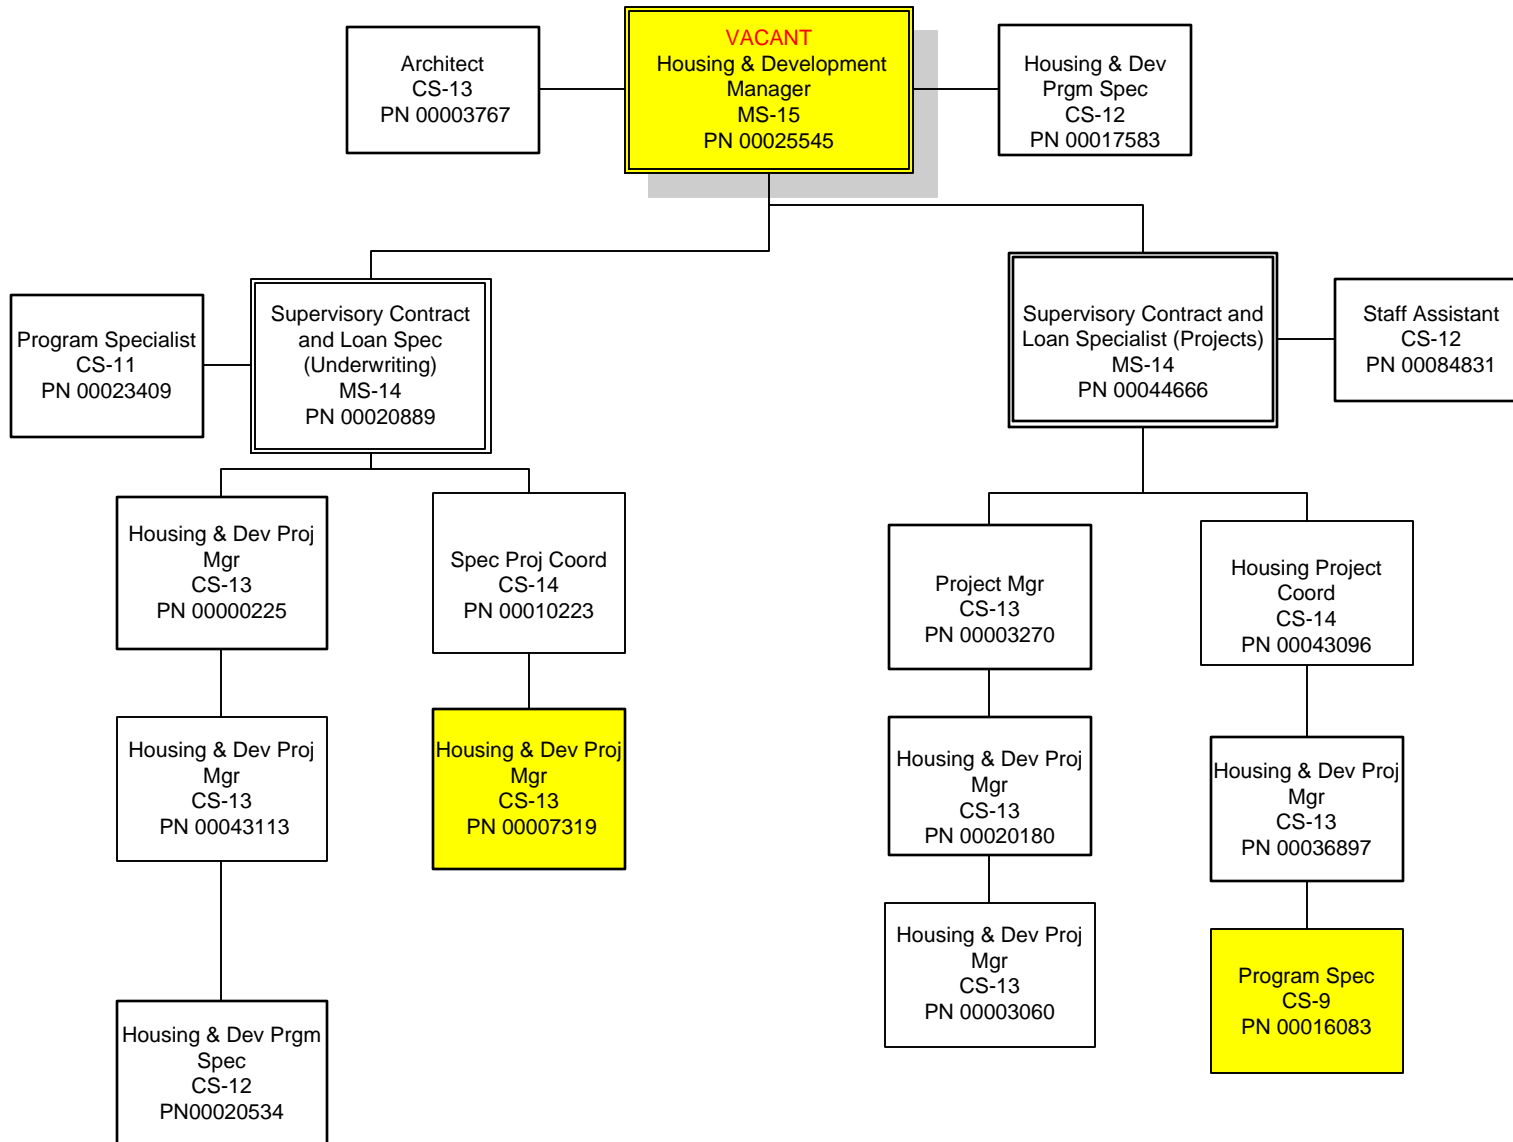 Architect
CS-13
PN 00003767
VACANT
Housing & Development
Manager
MS-15
PN 00025545
Housing & Dev
Prgm Spec
CS-12
PN 00017583
Program Specialist
CS-11
PN 00023409
Supervisory Contract
and Loan Spec
(Underwriting)
MS-14
PN 00020889
Supervisory Contract and
Loan Specialist (Projects)
MS-14
PN 00044666
Staff Assistant
CS-12
PN 00084831
Housing & Dev Proj
Mgr
CS-13
PN 00000225
Spec Proj Coord
CS-14
PN 00010223
Project Mgr
CS-13
PN 00003270
Housing Project
Coord
CS-14
PN 00043096
Housing & Dev Proj
Mgr
CS-13
PN 00043113
Housing & Dev Proj
Mgr
CS-13
PN 00007319
Housing & Dev Proj
Mgr
CS-13
PN 00020180
Housing & Dev Proj
Mgr
CS-13
PN 00036897
Housing & Dev Proj
Mgr
CS-13
PN 00003060
Program Spec
CS-9
PN 00016083
Housing & Dev Prgm
Spec
CS-12
PN00020534